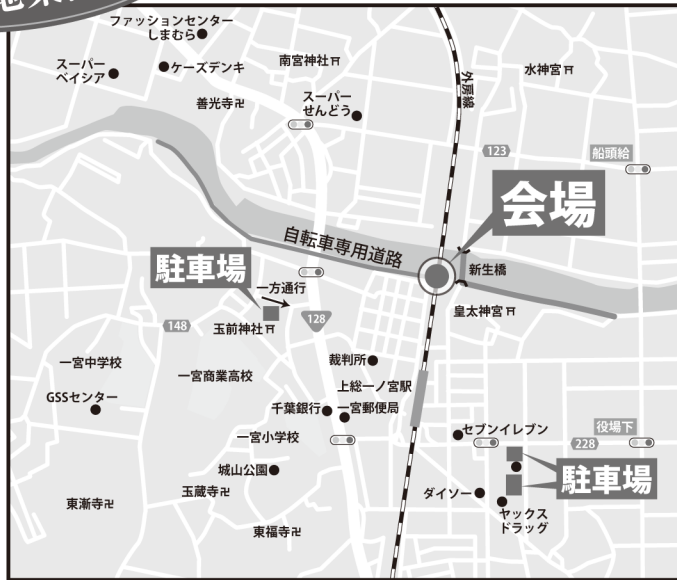 ファッションセンター
しまむら
スーパー
ベイシア
ケーズデンキ
南宮神社
水神宮
外房線
善光寺
スーパー
せんどう
123
船頭給
会場
自転車専用道路
駐車場
一方通行
新生橋
皇太神宮
玉前神社
128
148
裁判所
一宮中学校
一宮商業高校
上総一ノ宮駅
GSSセンター
千葉銀行
一宮郵便局
一宮小学校
セブンイレブン
228
役場下
城山公園
駐車場
玉蔵寺
ダイソー
東漸寺
ヤックス
ドラッグ
東福寺